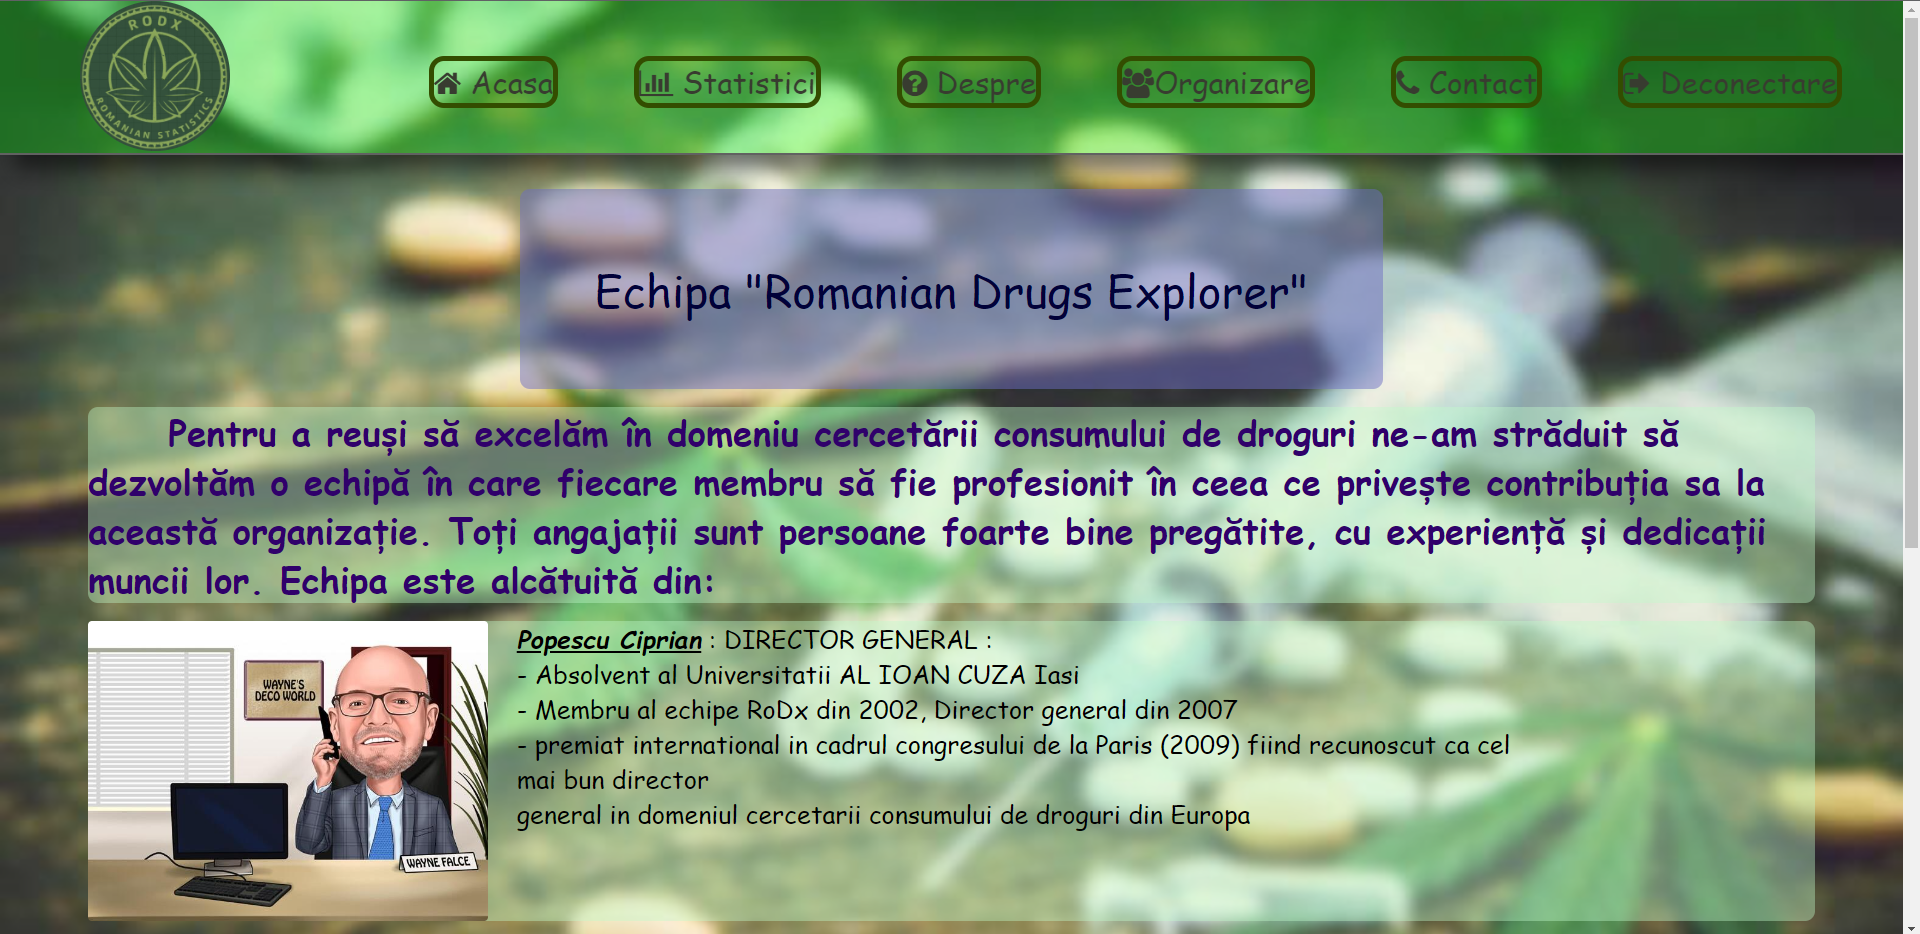 RODX
ROMANIAN STATISTICS
Acasa
Statistici
Despre
Organizare
Contact
Deconectare
Echipa "Romanian Drugs Explorer"
Pentru a reuși să excelăm în domeniu cercetării consumului de droguri ne-am străduit să
dezvoltăm o echipă în care fiecare membru să fie profesionit în ceea ce privește contribuția sa la
această organizație. Toți angajații sunt persoane foarte bine pregătite, cu experiență și dedicații
muncii lor. Echipa este alcătuită din:
WAYNE'S
DECO WORLD
WAYNE FALCE
Popescu Ciprian : DIRECTOR GENERAL :
- Absolvent al Universitatii AL IOAN CUZA Iasi
- Membru al echipe RoDx din 2002, Director general din 2007
- premiat international in cadrul congresului de la Paris (2009) fiind recunoscut ca cel
mai bun director
general in domeniul cercetarii consumului de droguri din Europa